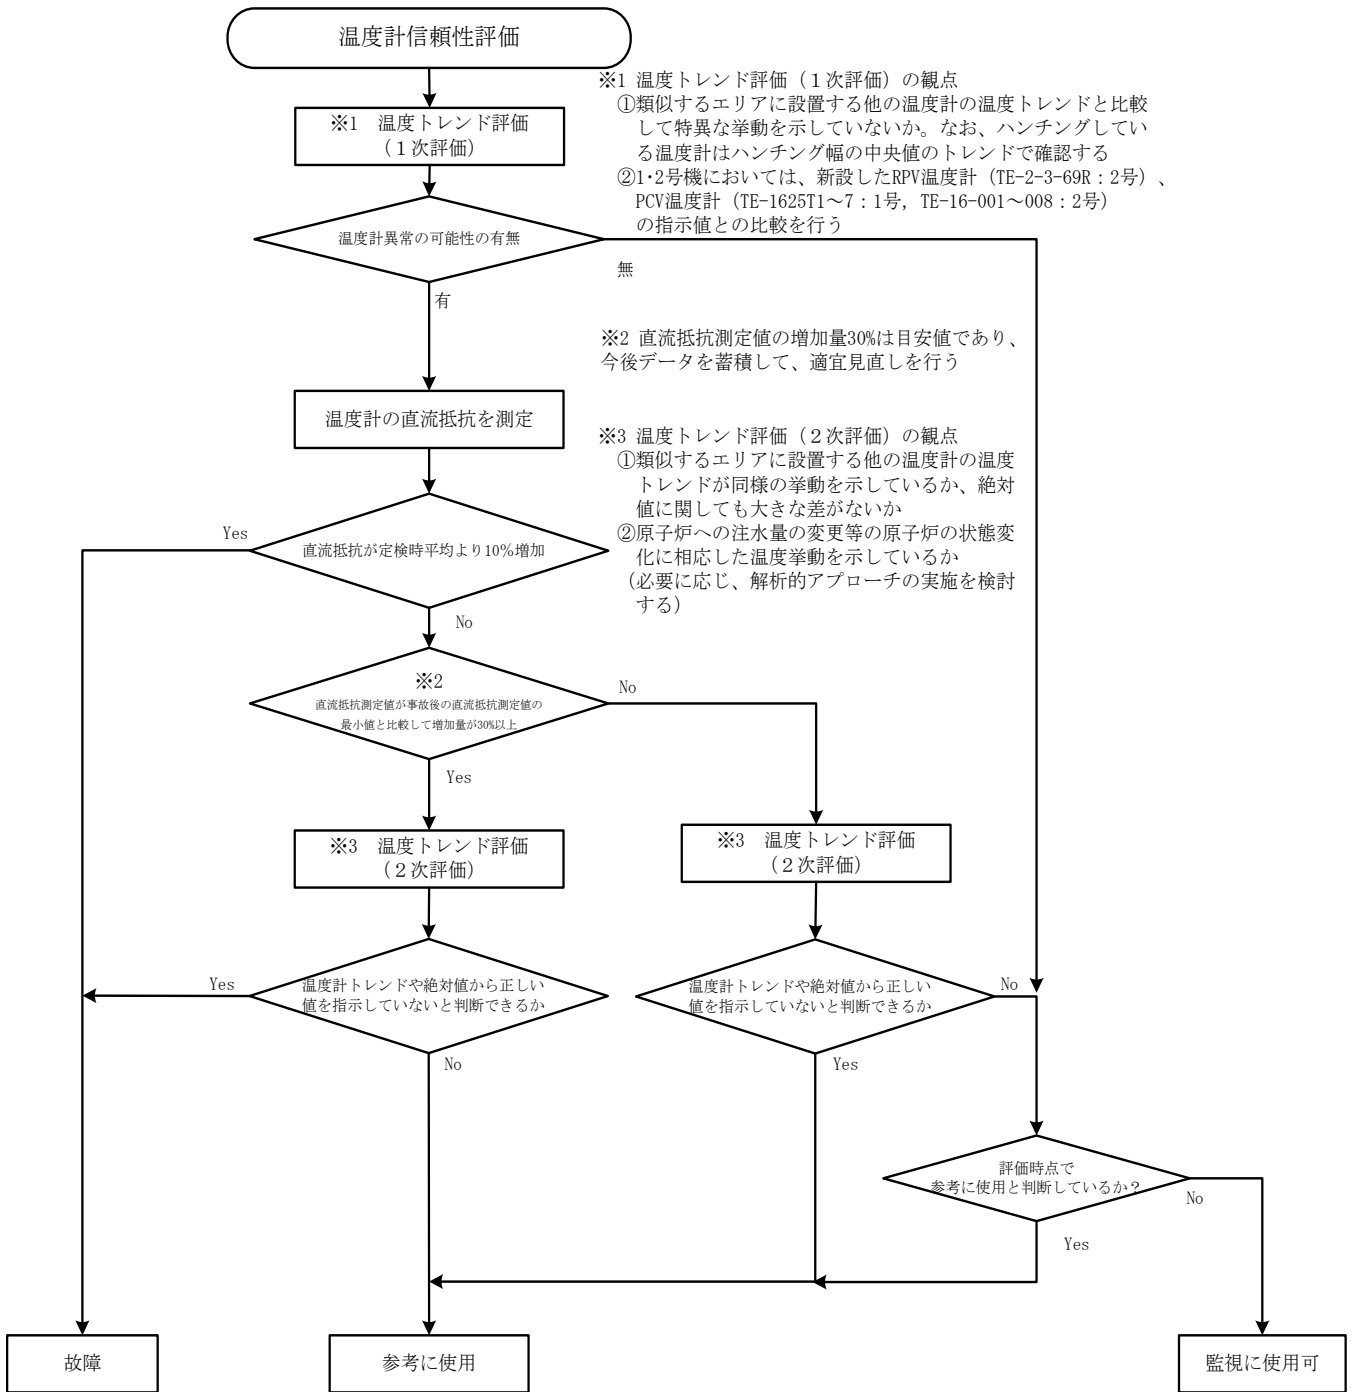 温度計信頼性評価
※1 温度トレンド評価
(１次評価)
※1 温度トレンド評価（１次評価）の観点
①類似するエリアに設置する他の温度計の温度トレンドと比較
して特異な挙動を示していないか。なお、ハンチングしてい
る温度計はハンチング幅の中央値のトレンドで確認する
②1･2号機においては、新設したRPV温度計（TE-2-3-69R：2号）、
PCV温度計（TE-1625T1～7：1号，TE-16-001～008：2号）
の指示値との比較を行う
温度計異常の可能性の有無
無
有
※2 直流抵抗測定値の増加量30%は目安値であり、
今後データを蓄積して、適宜見直しを行う
温度計の直流抵抗を測定
※3 温度トレンド評価（２次評価）の観点
①類似するエリアに設置する他の温度計の温度
トレンドが同様の挙動を示しているか、絶対
値に関しても大きな差がないか
②原子炉への注水量の変更等の原子炉の状態変
化に相応した温度挙動を示しているか
(必要に応じ、解析的アプローチの実施を検討
する)
Yes
直流抵抗が定検時平均より10%増加
No
※2
直流抵抗測定値が事故後の直流抵抗測定値の
最小値と比較して増加量が30%以上
No
Yes
※3 温度トレンド評価
(２次評価)
※3 温度トレンド評価
(２次評価)
Yes
温度計トレンドや絶対値から正しい
値を指示していないと判断できるか
No
温度計トレンドや絶対値から正しい
値を指示していないと判断できるか
No
Yes
評価時点で
参考に使用と判断しているか？
No
Yes
故障
参考に使用
監視に使用可